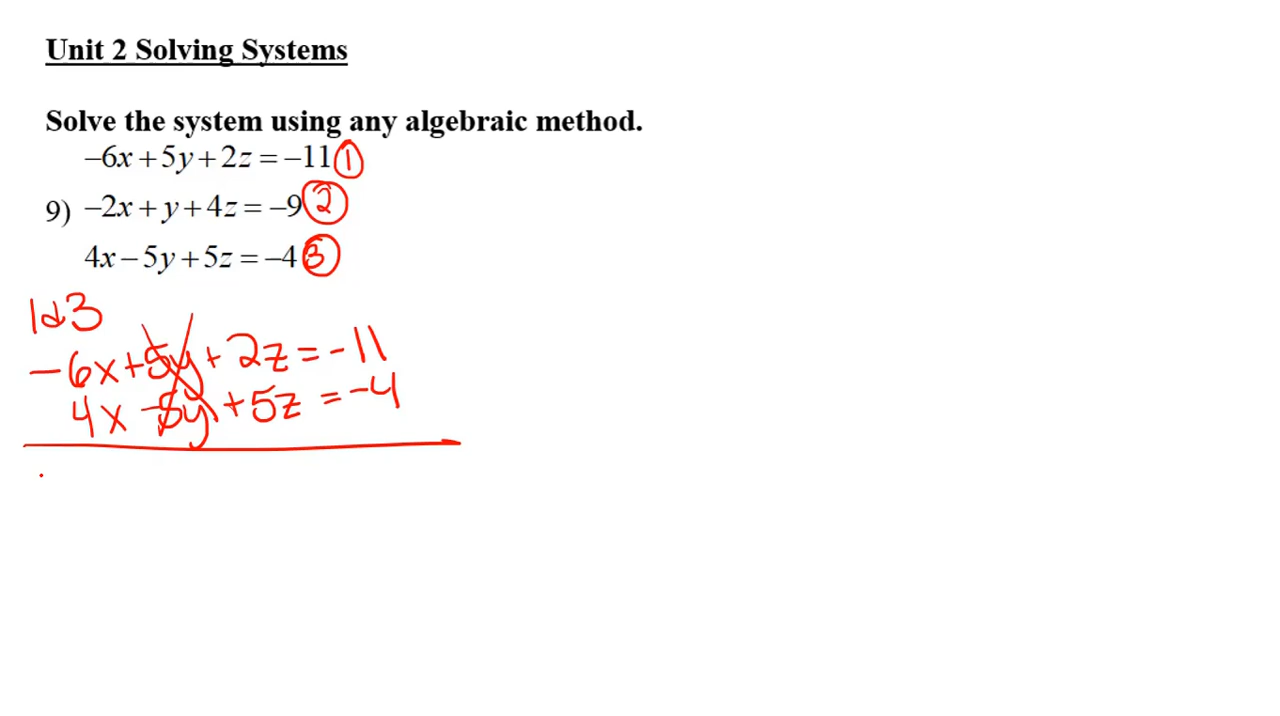 Unit 2 Solving Systems
Solve the system using any algebraic method.
−6x + 5y + 2z = −11 ①
9) −2x + y + 4z = −9 ②
4x − 5y + 5z = −4 ③
1&3
-6x+5y+2z=-11
4x-5y+5z=-4